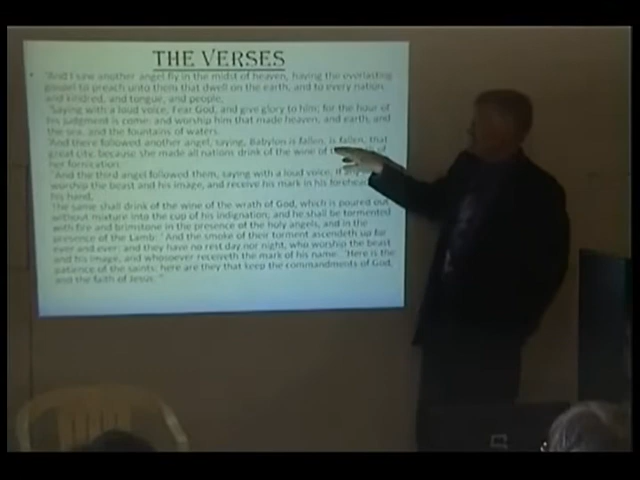 THE VERSES
"And I saw another angel fly in the midst of heaven, having the everlasting
gospel to preach unto them that dwell on the earth, and to every nation
and kindred, and tongue, and people,
"Saying with a loud voice, Fear God, and give glory to him; for the hour of
his judgment is come: and worship him that made heaven, and earth, and
the sea, and the fountains of waters.
"And there followed another angel, saying, Babylon is fallen, is fallen, that
great city, because she made all nations drink of the wine of of
her fornication.
"And the third angel followed them, saying with a loud voice, If any
worship the beast and his image, and receive his mark in his forehead
his hand,
The same shall drink of the wine of the wrath of God, which is poured out
without mixture into the cup of his indignation; and he shall be tormented
with fire and brimstone in the presence of the holy angels, and in the
presence of the Lamb: "And the smoke of their torment ascendeth up for
ever and ever: and they have no rest day nor night, who worship the beast
and his image, and whosoever receiveth the mark of his name. "Here is the
patience of the saints: here are they that keep the commandments of God,
and the faith of Jesus."